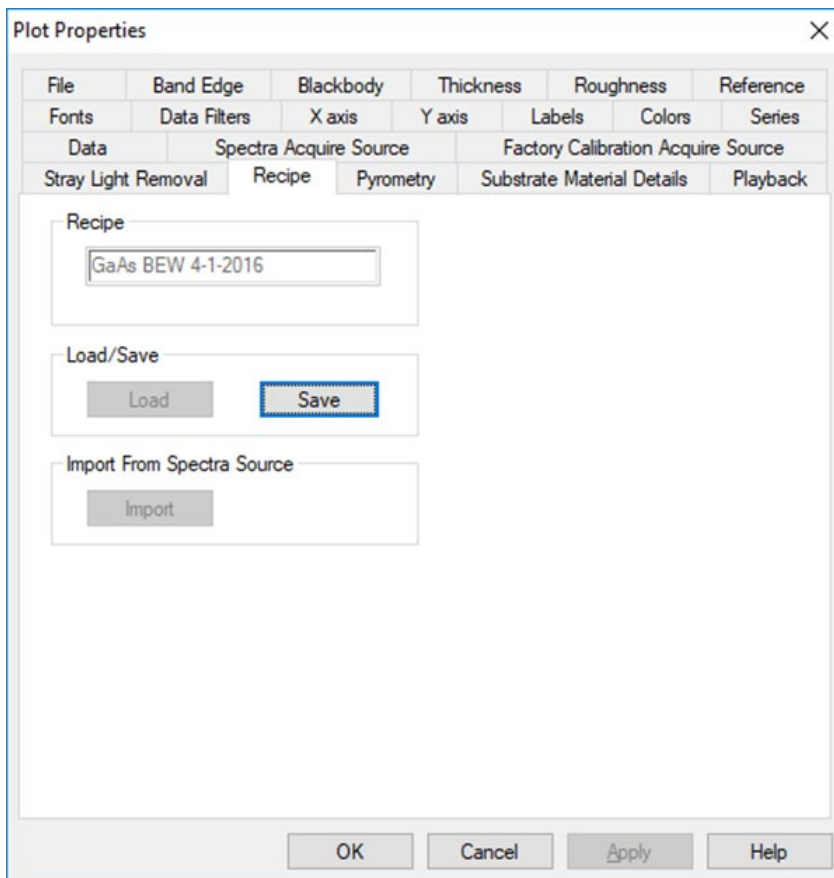 Plot Properties
File Band Edge Blackbody Thickness Roughness Reference
Fonts Data Filters X axis Y axis Labels Colors Series
Data Spectra Acquire Source Factory Calibration Acquire Source
Stray Light Removal Recipe Pyrometry Substrate Material Details Playback
Recipe
GaAs BEW 4-1-2016
Load/Save
Load Save
Import From Spectra Source
Import
OK Cancel Apply Help